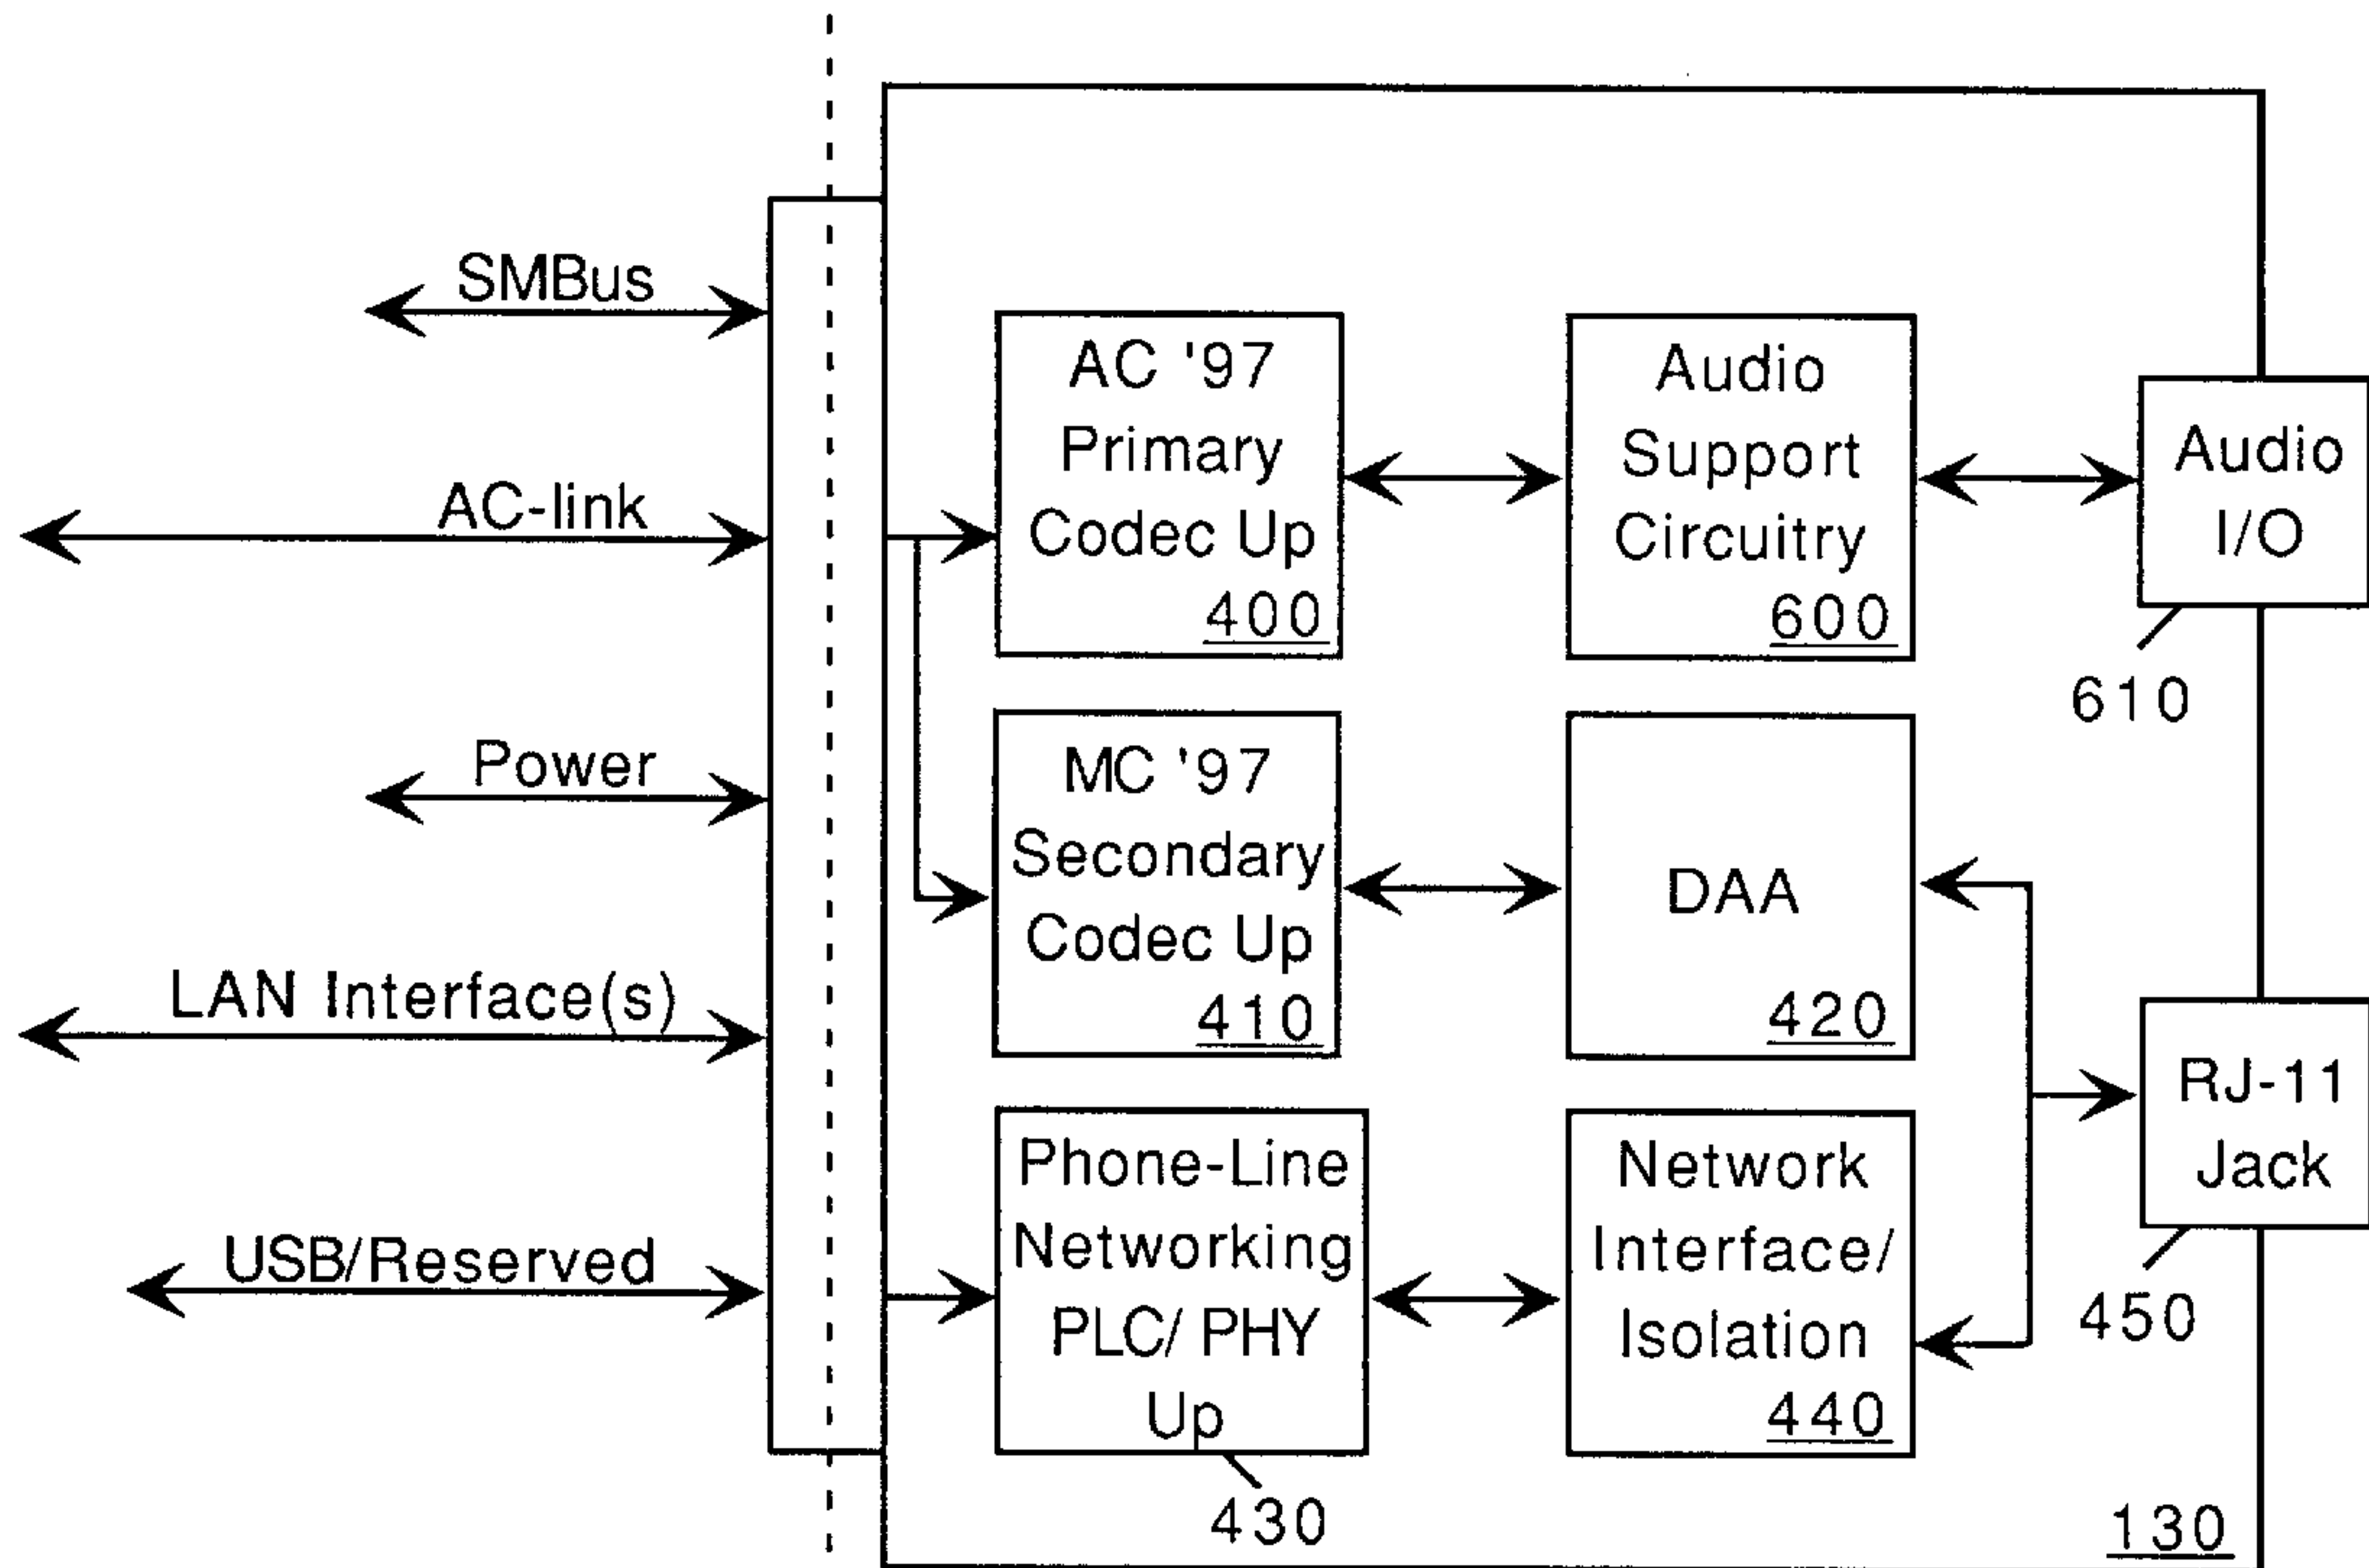 SMBus
AC-link
Power
LAN Interface(s)
USB/Reserved
AC '97
Primary
Codec Up
400
Audio
Support
Circuitry
600
Audio
I/O
610
MC '97
Secondary
Codec Up
410
DAA
420
RJ-11
Jack
450
Phone-Line
Networking
PLC/ PHY
Up
430
Network
Interface/
Isolation
440
130